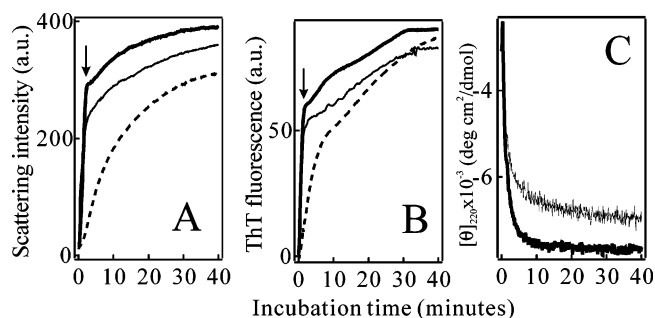 Scattering intensity (a.u.)
400
200
0
A
0 10 20 30 40
ThT fluorescence (a.u.)
50
0
B
0 10 20 30 40
[θ]₂₂₀x10⁻³ (deg cm²/dmol)
-4
-6
C
0 10 20 30 40
Incubation time (minutes)